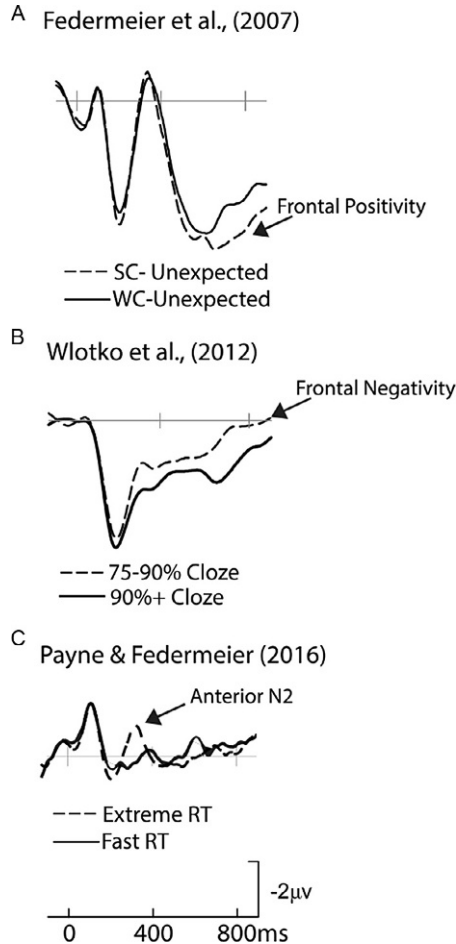 A
Federmeier et al., (2007)
Frontal Positivity
SC- Unexpected
WC-Unexpected
B
Wlotko et al., (2012)
Frontal Negativity
75-90% Cloze
90%+ Cloze
C
Payne & Federmeier (2016)
Anterior N2
Extreme RT
Fast RT
-2μv
0 400 800ms